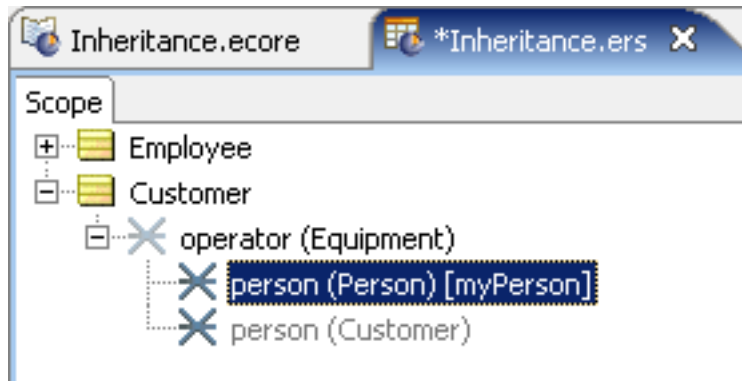 Inheritance.ecore *Inheritance.ers
Scope
Employee
Customer
operator (Equipment)
person (Person) [myPerson]
person (Customer)